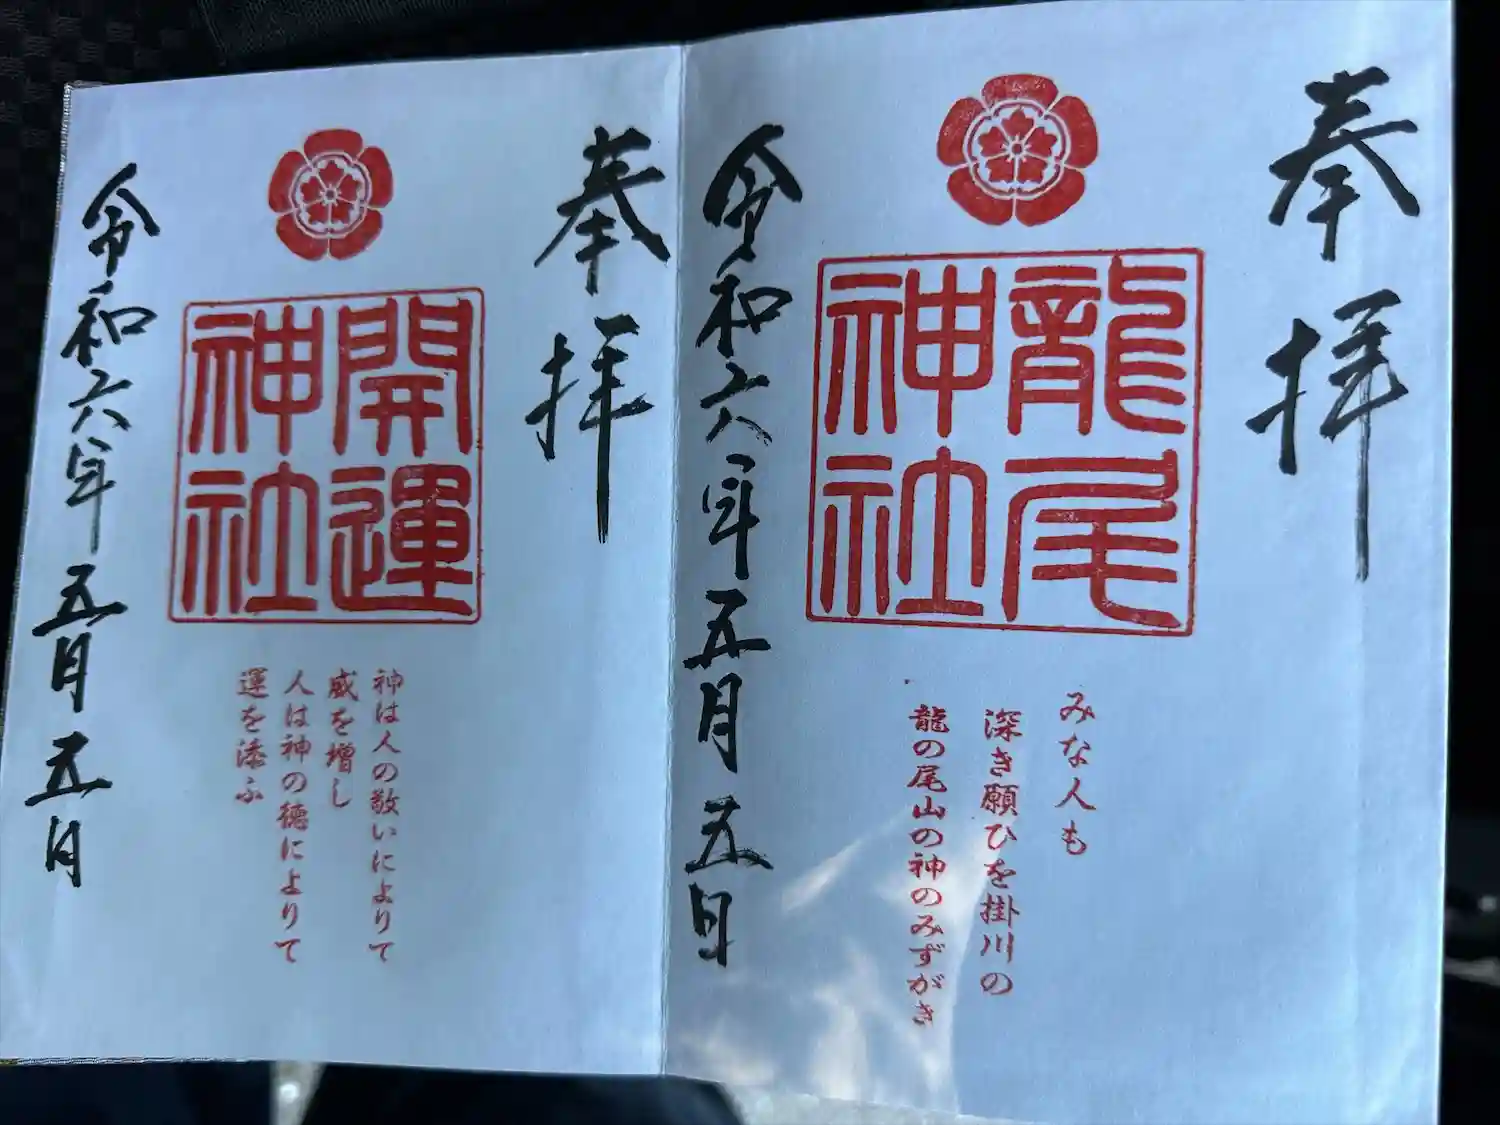 奉拝
龍尾
神社
みな人も
深き願ひを掛川の
龍の尾山の神のみずがき
令和六年五月五日
奉拝
開運
神社
神は人の敬いによりて
威を増し
人は神の徳によりて
運を添ふ
令和六年五月五日